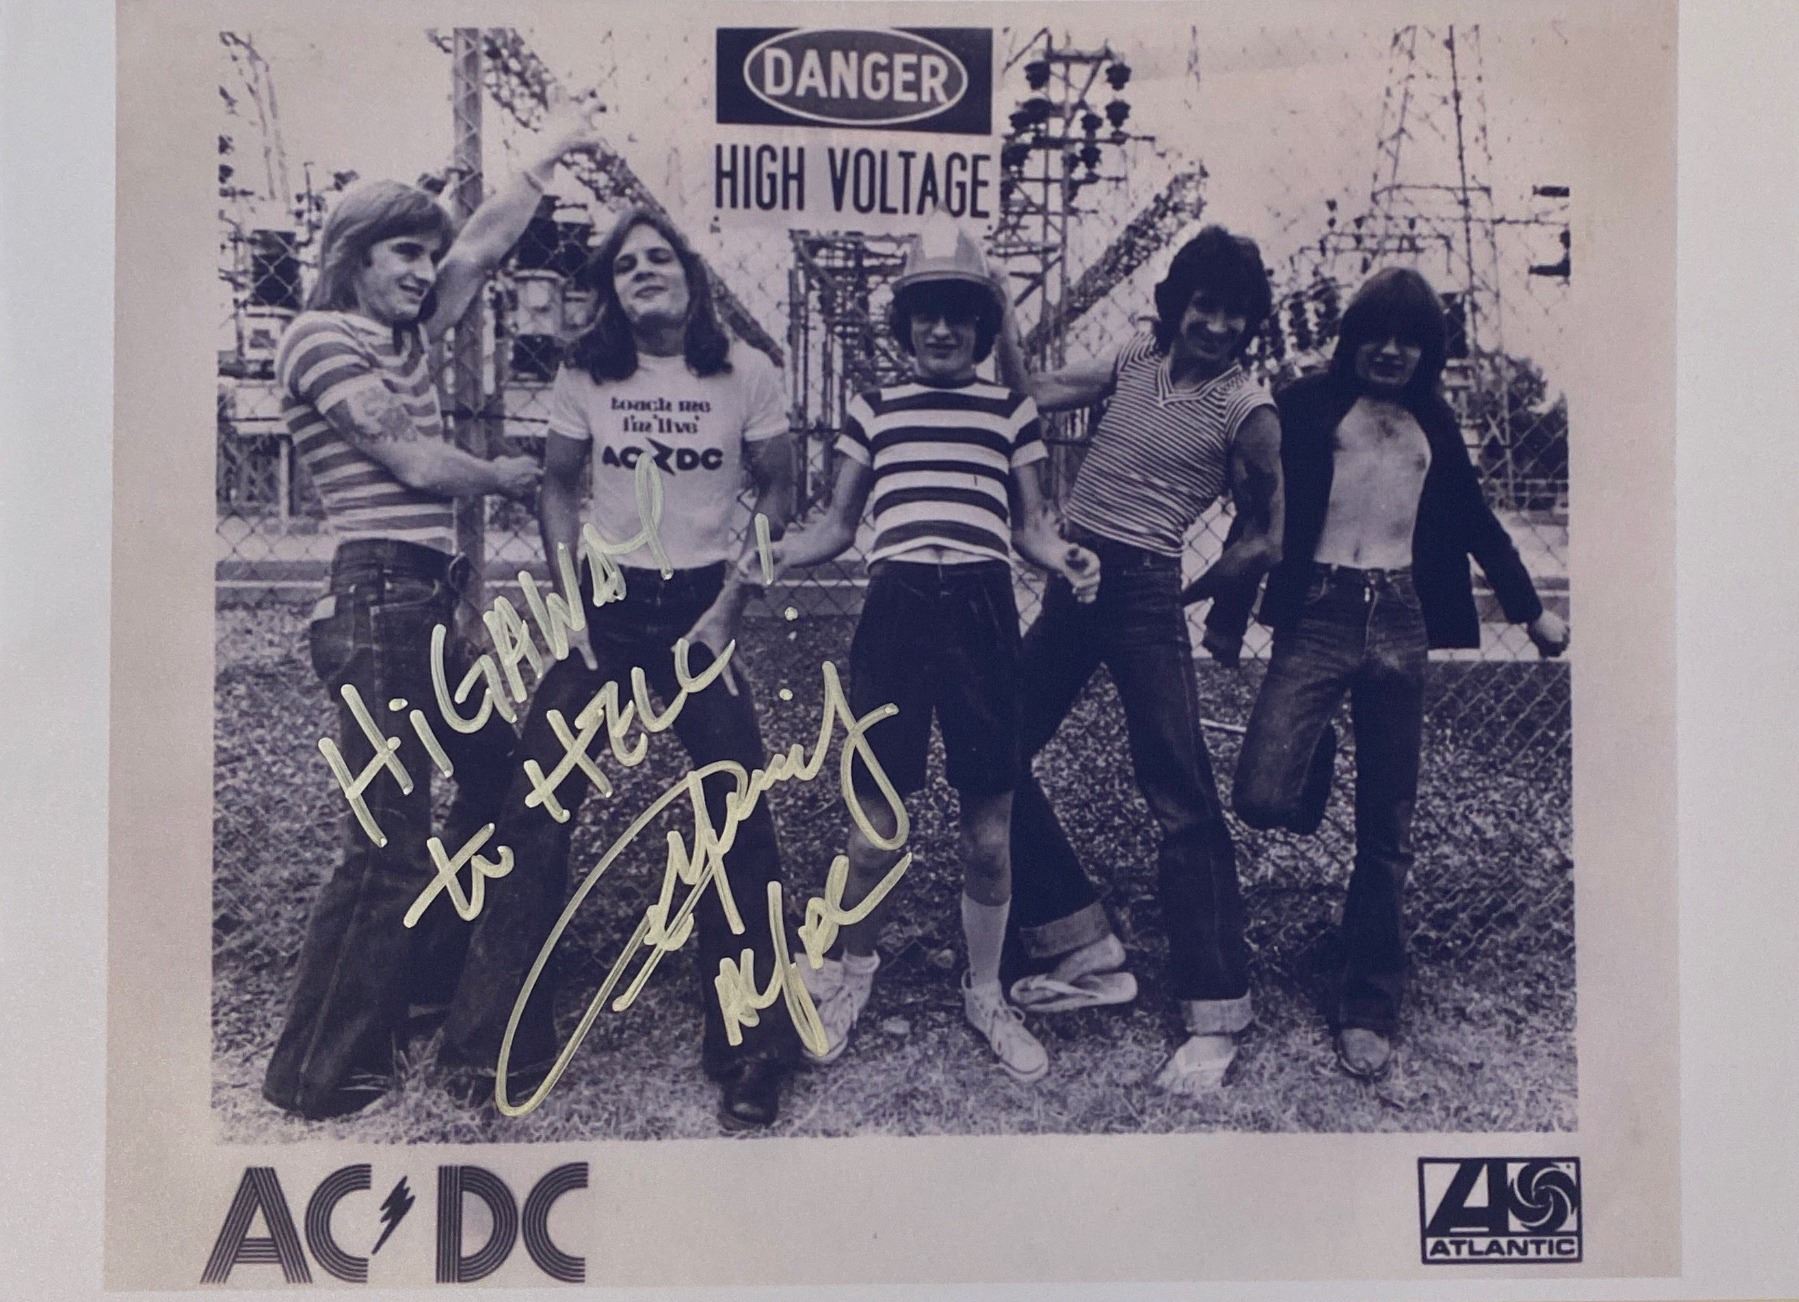 DANGER
HIGH VOLTAGE
touch me
i'm 'live'
AC DC
HiGHWAY
to HELL !
AC/DC
AC DC
ATLANTIC